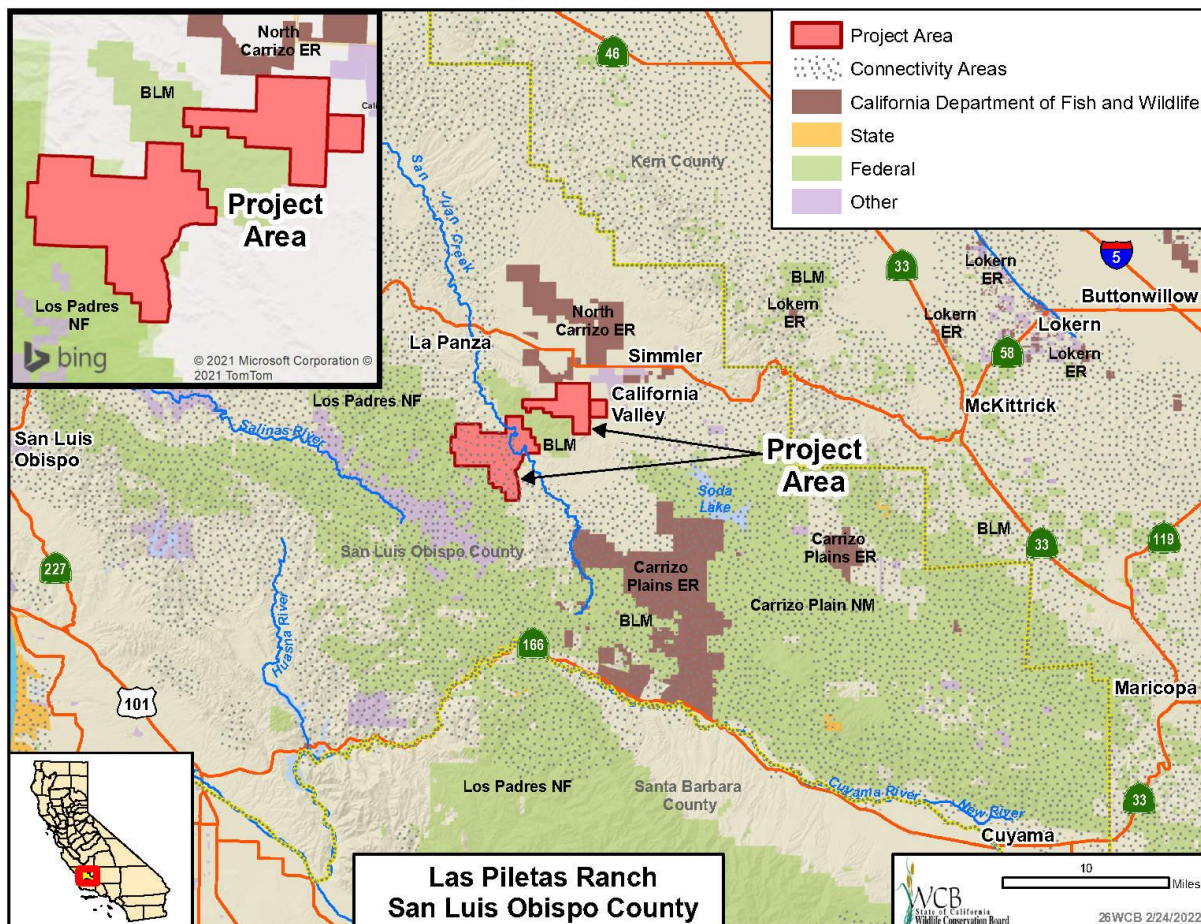 North
Carrizo ER
BLM
Cali
Project
Area
Los Padres
NF
bing
© 2021 Microsoft Corporation ©
2021 TomTom
Project Area
Connectivity Areas
California Department of Fish and Wildlife
State
Federal
Other
46
Kern County
San Juan Creek
33
5
BLM
Lokern
ER
Lokern
ER
Buttonwillow
Lokern
ER
Lokern
58
Lokern
ER
North
Carrizo ER
La Panza
Simmler
Los Padres NF
California
Valley
McKittrick
Salinas River
San Luis
Obispo
BLM
Project
Area
Soda
Lake
San Luis Obispo County
BLM
33
119
227
Carrizo
Plains ER
Carrizo
Plains ER
Carrizo Plain NM
BLM
Huasna River
166
101
Maricopa
Los Padres NF
Santa Barbara
County
Cuyama River
New River
33
Cuyama
Las Piletas Ranch
San Luis Obispo County
WCB
State of California
Wildlife Conservation Board
10
Miles
26WCB 2/24/2022